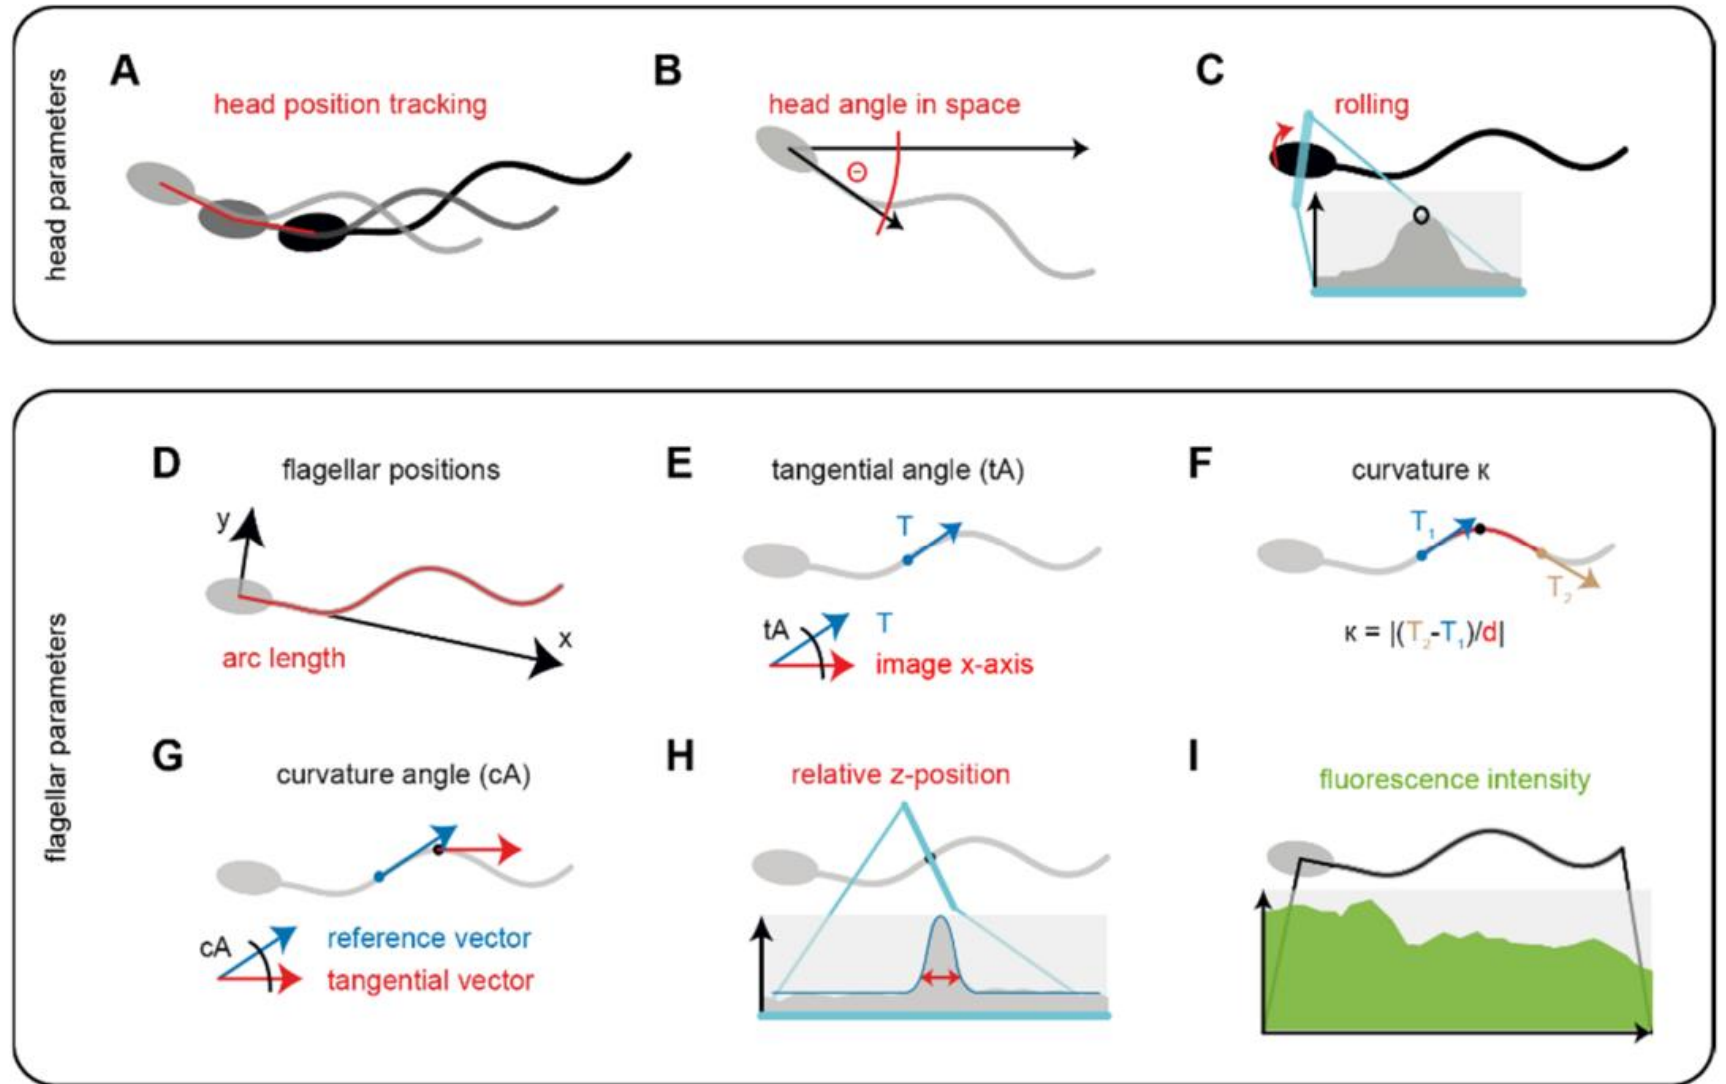 head parameters
A
head position tracking
B
head angle in space
Θ
C
rolling
flagellar parameters
D
flagellar positions
y
x
arc length
E
tangential angle (tA)
T
tA
T
image x-axis
F
curvature κ
T₁
T₂
κ = |(T₂-T₁)/d|
G
curvature angle (cA)
cA
reference vector
tangential vector
H
relative z-position
I
fluorescence intensity